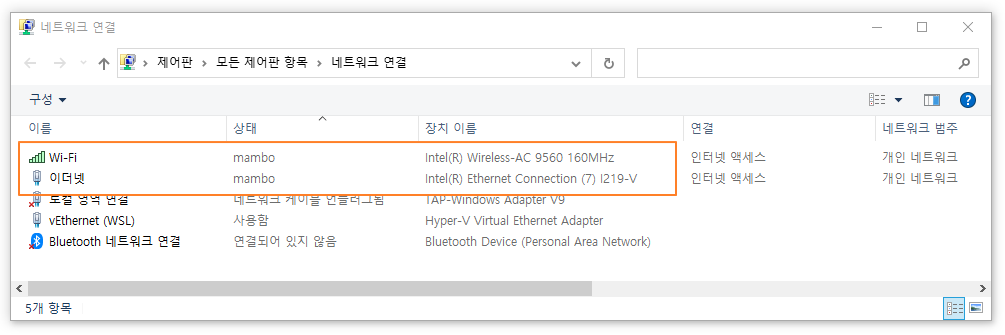 네트워크 연결
제어판 > 모든 제어판 항목 > 네트워크 연결
구성
이름 상태 장치 이름 연결 네트워크 범주
Wi-Fi mambo Intel(R) Wireless-AC 9560 160MHz 인터넷 액세스 개인 네트워크
이더넷 mambo Intel(R) Ethernet Connection (7) I219-V 인터넷 액세스 개인 네트워크
로컬 영역 연결 네트워크 케이블 언플러그됨 TAP-Windows Adapter V9
vEthernet (WSL) 사용함 Hyper-V Virtual Ethernet Adapter
Bluetooth 네트워크 연결 연결되어 있지 않음 Bluetooth Device (Personal Area Network)
5개 항목